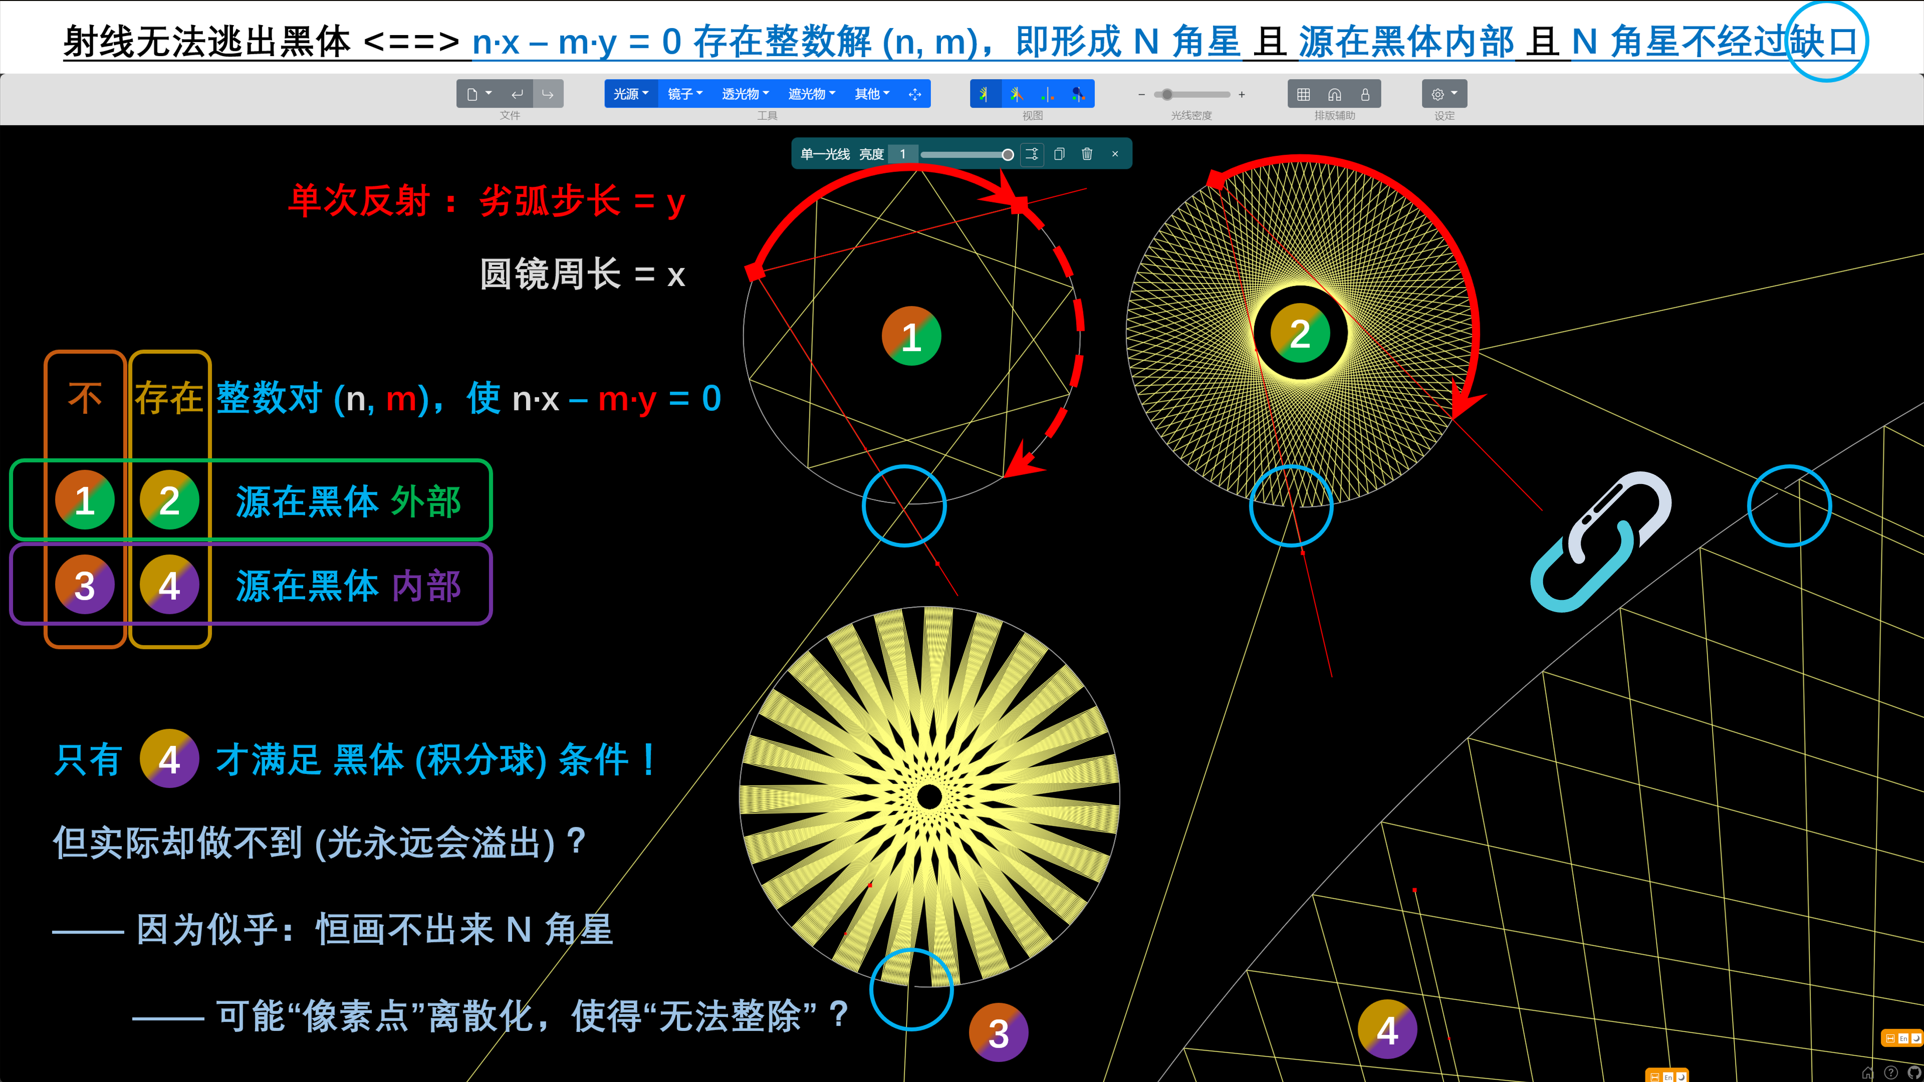 射线无法逃出黑体 <==> n·x – m·y = 0 存在整数解 (n, m)，即形成 N 角星 且 源在黑体内部 且 N 角星不经过缺口
光源 镜子 透光物 遮光物 其他
文件 工具 视图 光线密度 排版辅助 设定
单一光线 亮度 1
单次反射 ：劣弧步长 = y
圆镜周长 = x
1
2
不 存在 整数对 (n, m)，使 n·x – m·y = 0
1 2 源在黑体 外部
3 4 源在黑体 内部
只有 4 才满足 黑体 (积分球) 条件！
但实际却做不到 (光永远会溢出)？
—— 因为似乎：恒画不出来 N 角星
—— 可能“像素点”离散化，使得“无法整除”？
3
4
En
En